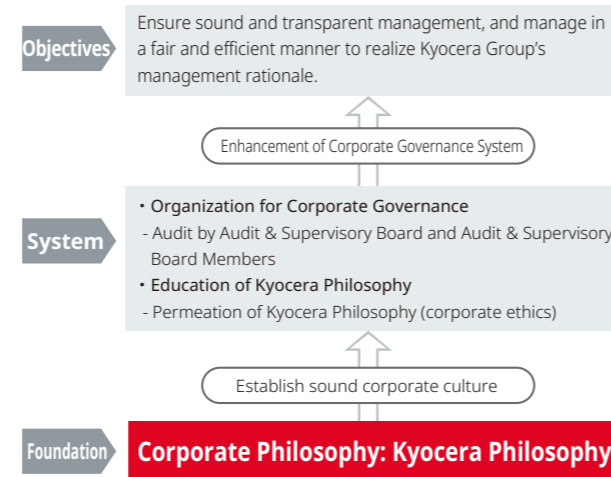 Objectives
Ensure sound and transparent management, and manage in
a fair and efficient manner to realize Kyocera Group's
management rationale.
Enhancement of Corporate Governance System
System
・Organization for Corporate Governance
- Audit by Audit & Supervisory Board and Audit & Supervisory
Board Members
・Education of Kyocera Philosophy
- Permeation of Kyocera Philosophy (corporate ethics)
Establish sound corporate culture
Foundation
Corporate Philosophy: Kyocera Philosophy